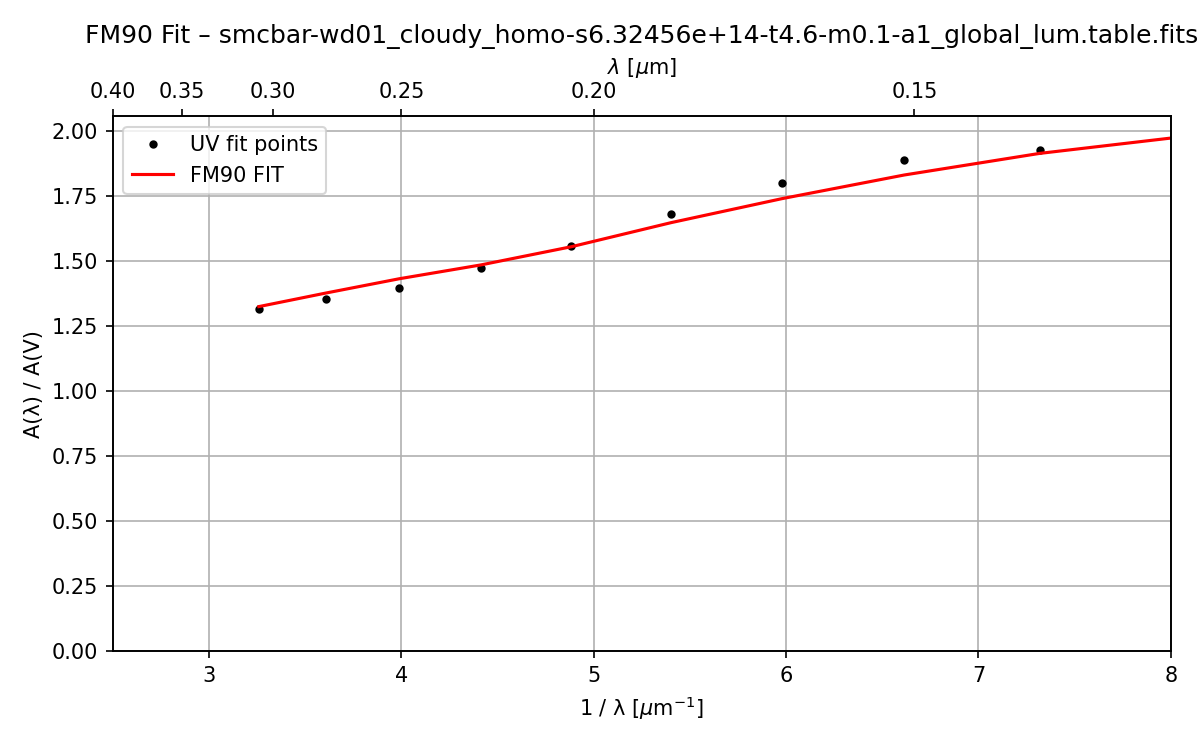 FM90 Fit – smcbar-wd01_cloudy_homo-s6.32456e+14-t4.6-m0.1-a1_global_lum.table.fits
λ [μm]
0.40 0.35 0.30 0.25 0.20 0.15
UV fit points
FM90 FIT
2.00
1.75
1.50
1.25
1.00
0.75
0.50
0.25
0.00
A(λ) / A(V)
3 4 5 6 7 8
1 / λ [μm⁻¹]